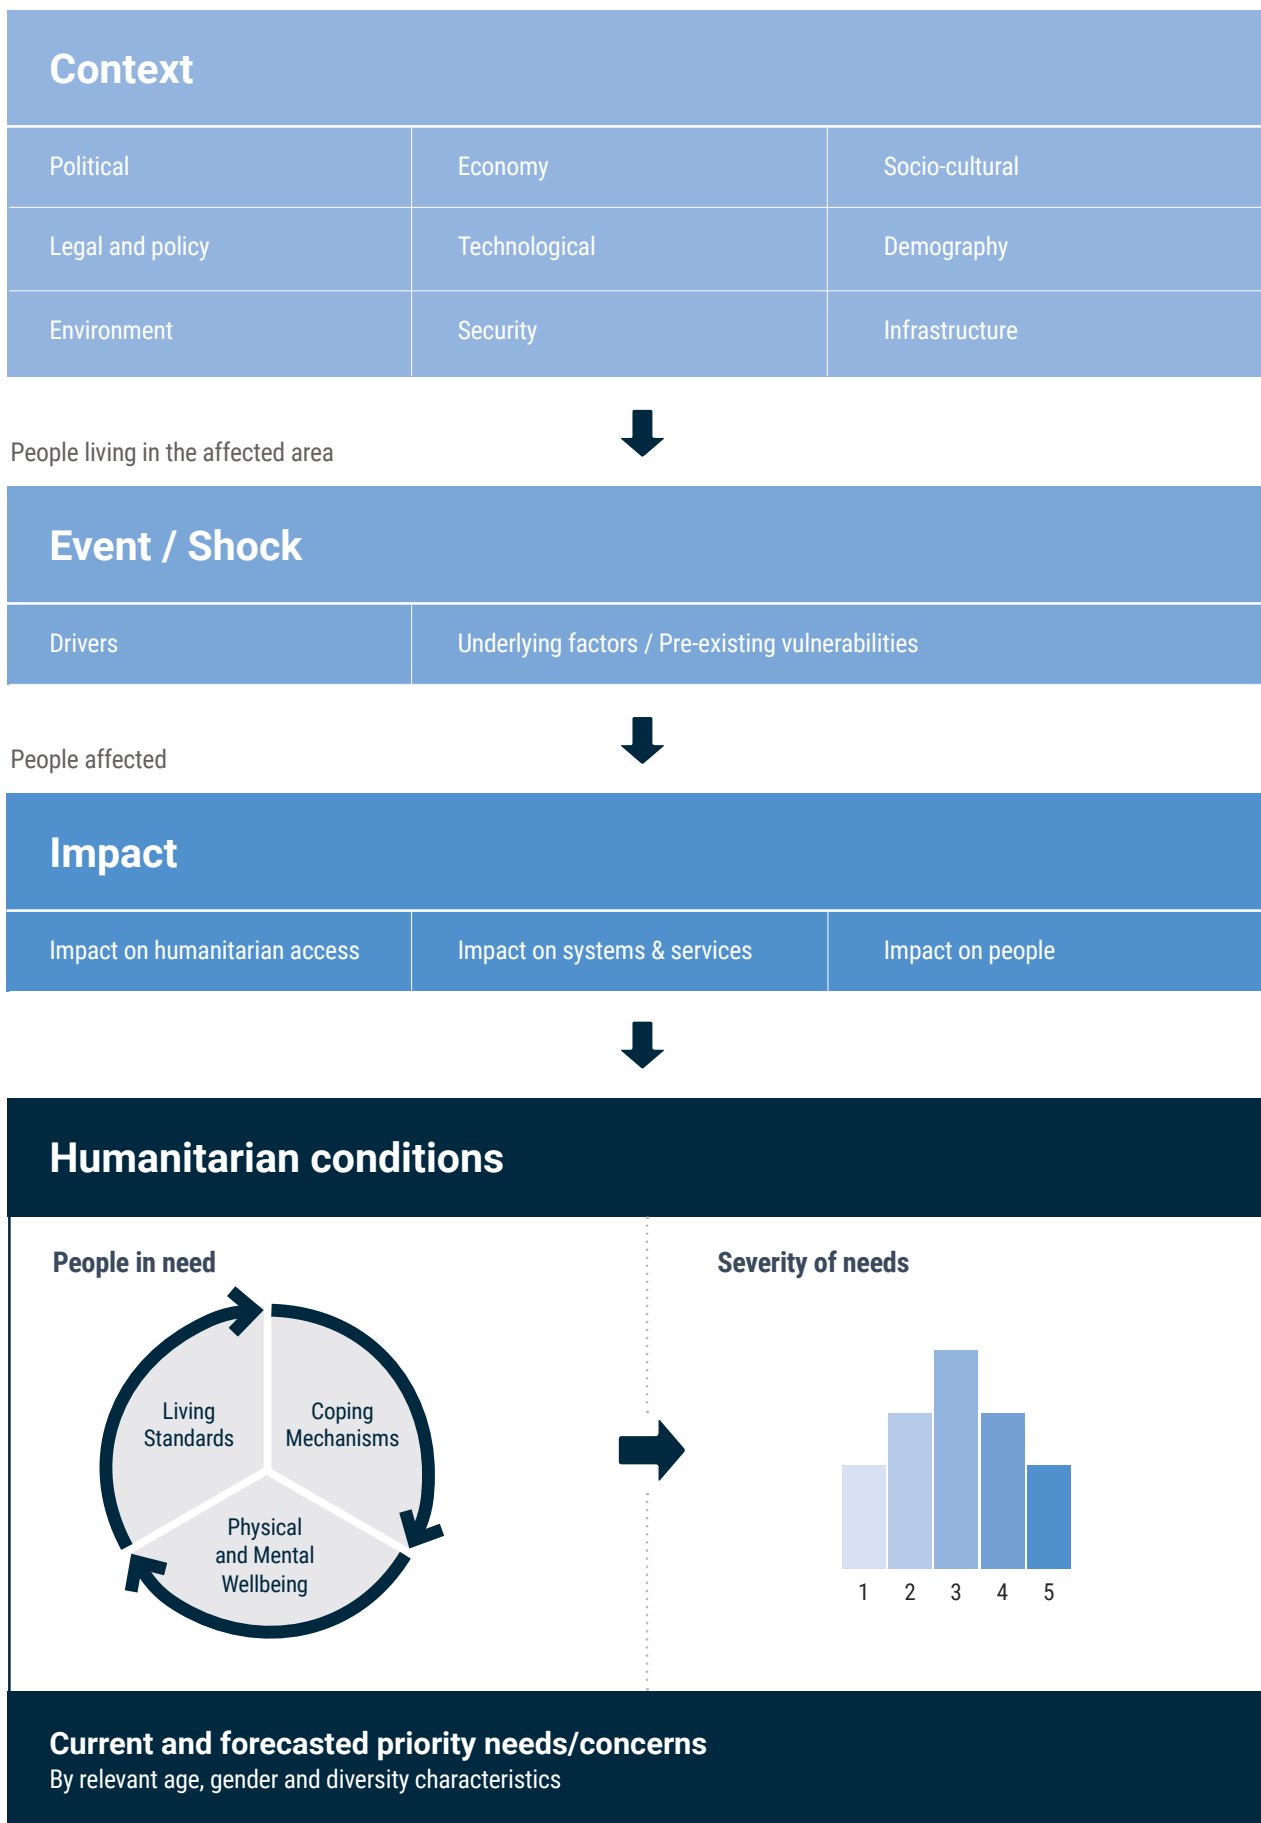 Context
Political
Economy
Socio-cultural
Legal and policy
Technological
Demography
Environment
Security
Infrastructure
People living in the affected area
Event / Shock
Drivers
Underlying factors / Pre-existing vulnerabilities
People affected
Impact
Impact on humanitarian access
Impact on systems & services
Impact on people
Humanitarian conditions
People in need
Living
Standards
Coping
Mechanisms
Physical
and Mental
Wellbeing
Severity of needs
1 2 3 4 5
Current and forecasted priority needs/concerns
By relevant age, gender and diversity characteristics